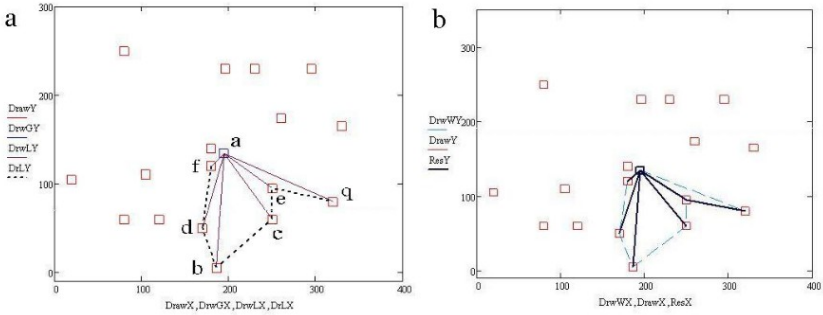 a
300
200
100
0
DrawY
DrwGY
DrwLY
DrLY
a
f
e
q
d
c
b
0
100
200
300
400
DrawX,DrwGX,DrwLX,DrLX
b
300
200
100
0
DrwWY
DrawY
ResY
0
100
200
300
400
DrwWX,DrawX,ResX